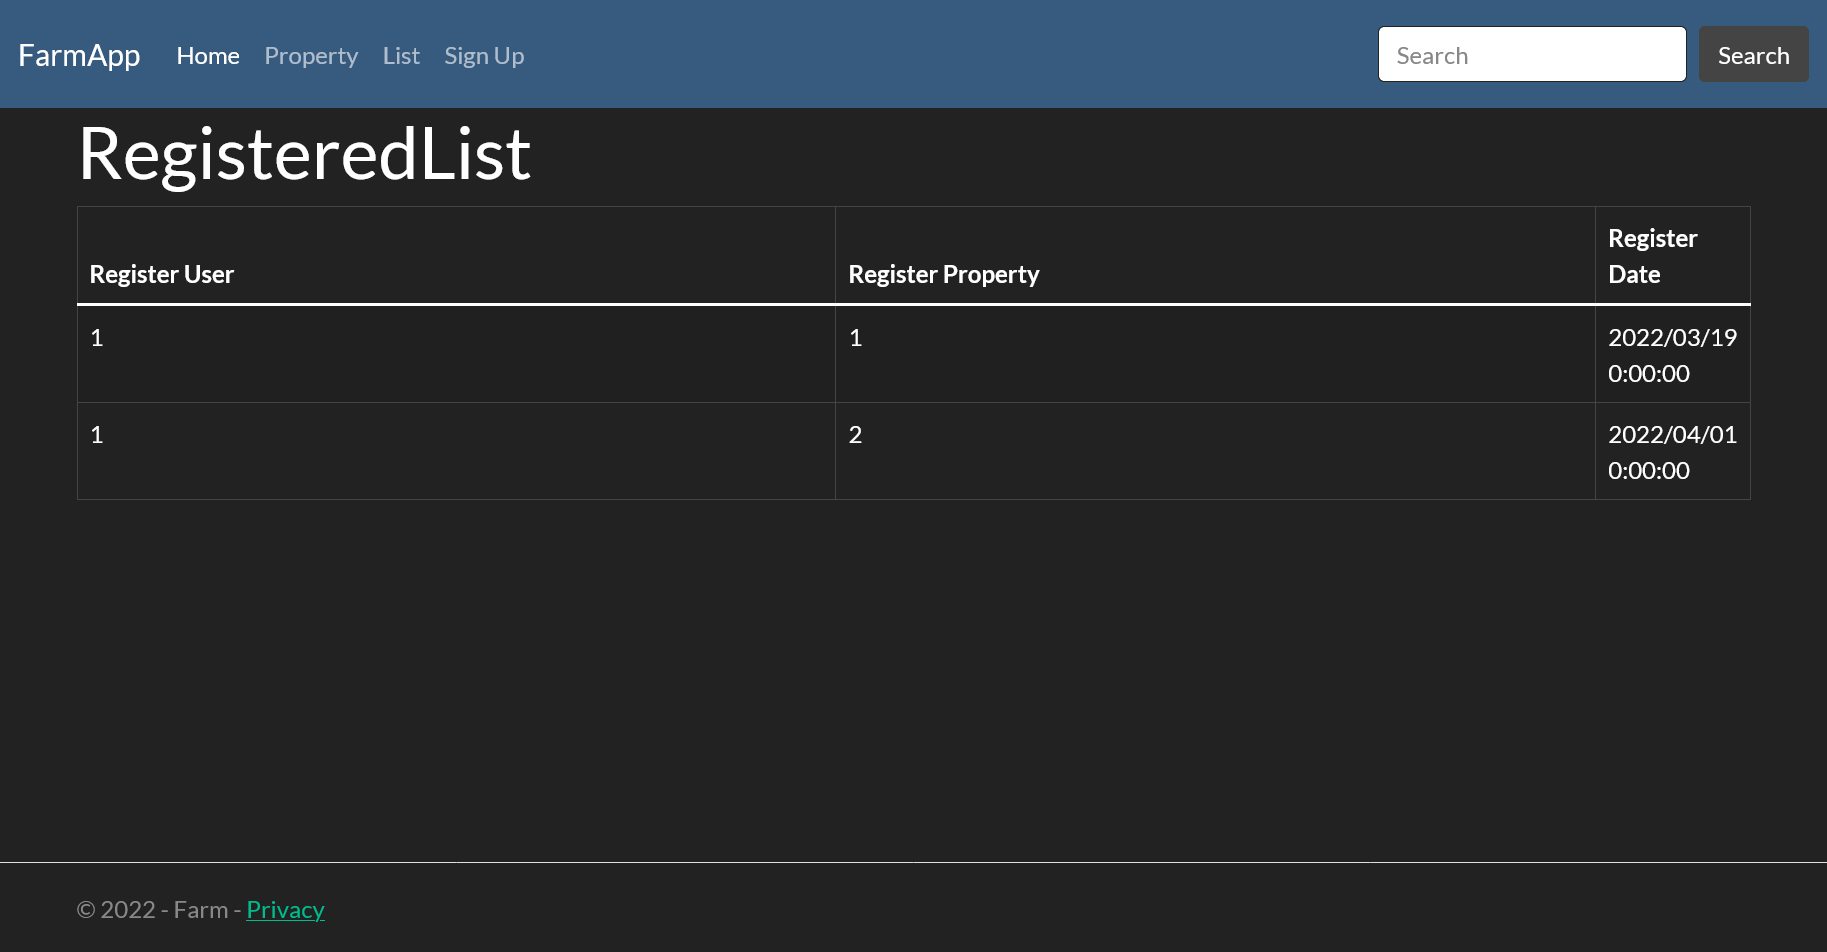 FarmApp Home Property List Sign Up Search Search
RegisteredList
Register User Register Property Register Date
1 1 2022/03/19 0:00:00
1 2 2022/04/01 0:00:00
© 2022 - Farm - Privacy